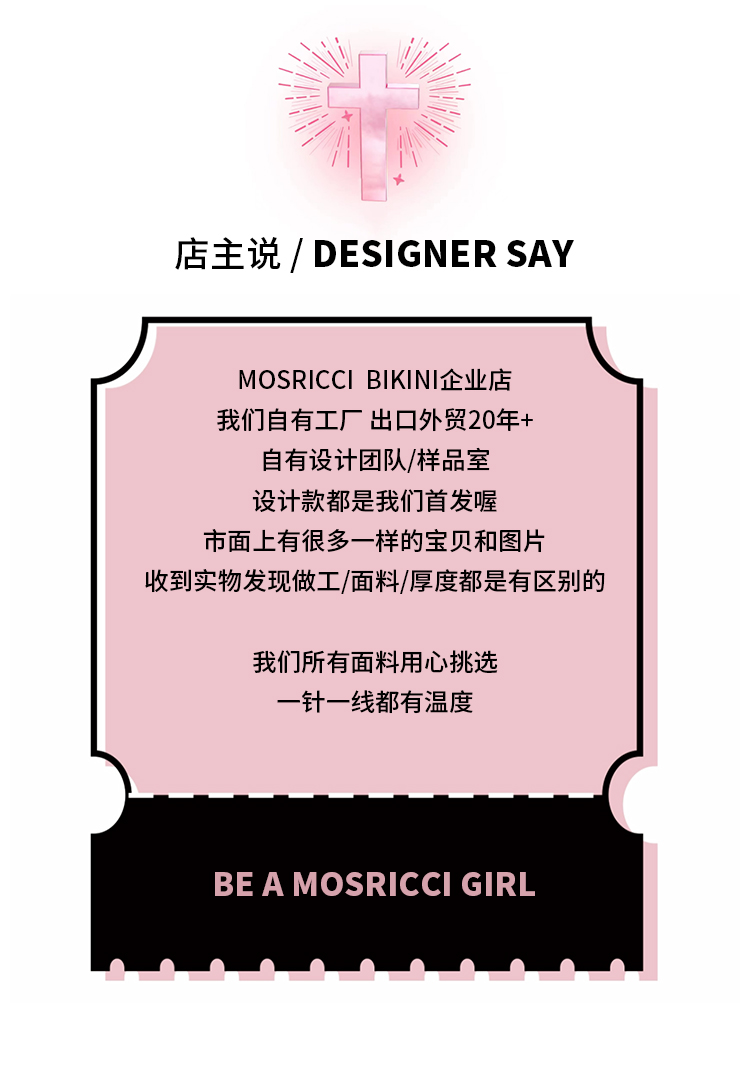 店主说 / DESIGNER SAY
MOSRICCI BIKINI企业店
我们自有工厂 出口外贸20年+
自有设计团队/样品室
设计款都是我们首发喔
市面上有很多一样的宝贝和图片
收到实物发现做工/面料/厚度都是有区别的
我们所有面料用心挑选
一针一线都有温度
BE A MOSRICCI GIRL